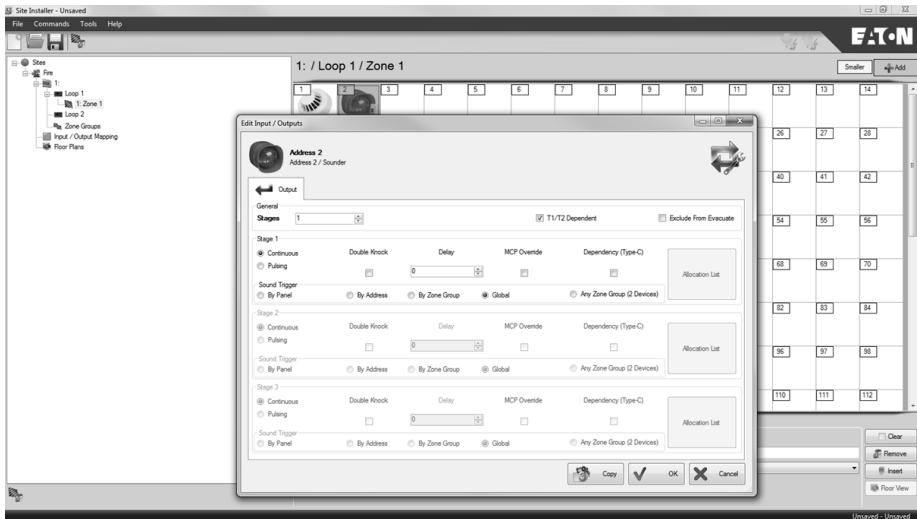 Site Installer - Unsaved
File Commands Tools Help
EATON
Sites
Fire
1:
Loop 1
1: Zone 1
Loop 2
Zone Groups
Input / Output Mapping
Floor Plans
1: / Loop 1 / Zone 1
Smaller
Add
1 2 3 4 5 6 7 8 9 10 11 12 13 14
26 27 28
40 41 42
54 55 56
68 69 70
82 83 84
96 97 98
110 111 112
Edit Input / Outputs
Address 2
Address 2 / Sounder
Output
General
Stages 1 T1/T2 Dependent Exclude From Evacuate
Stage 1
Continuous Double Knock Delay MCP Override Dependency (Type-C)
Pulsing 0 Allocation List
Sound Trigger
By Panel By Address By Zone Group Global Any Zone Group (2 Devices)
Stage 2
Continuous Double Knock Delay MCP Override Dependency (Type-C)
Pulsing 0 Allocation List
Sound Trigger
By Panel By Address By Zone Group Global Any Zone Group (2 Devices)
Stage 3
Continuous Double Knock Delay MCP Override Dependency (Type-C)
Pulsing 0 Allocation List
Sound Trigger
By Panel By Address By Zone Group Global Any Zone Group (2 Devices)
Copy OK Cancel
Clear
Remove
Insert
Floor View
Unsaved - Unsaved